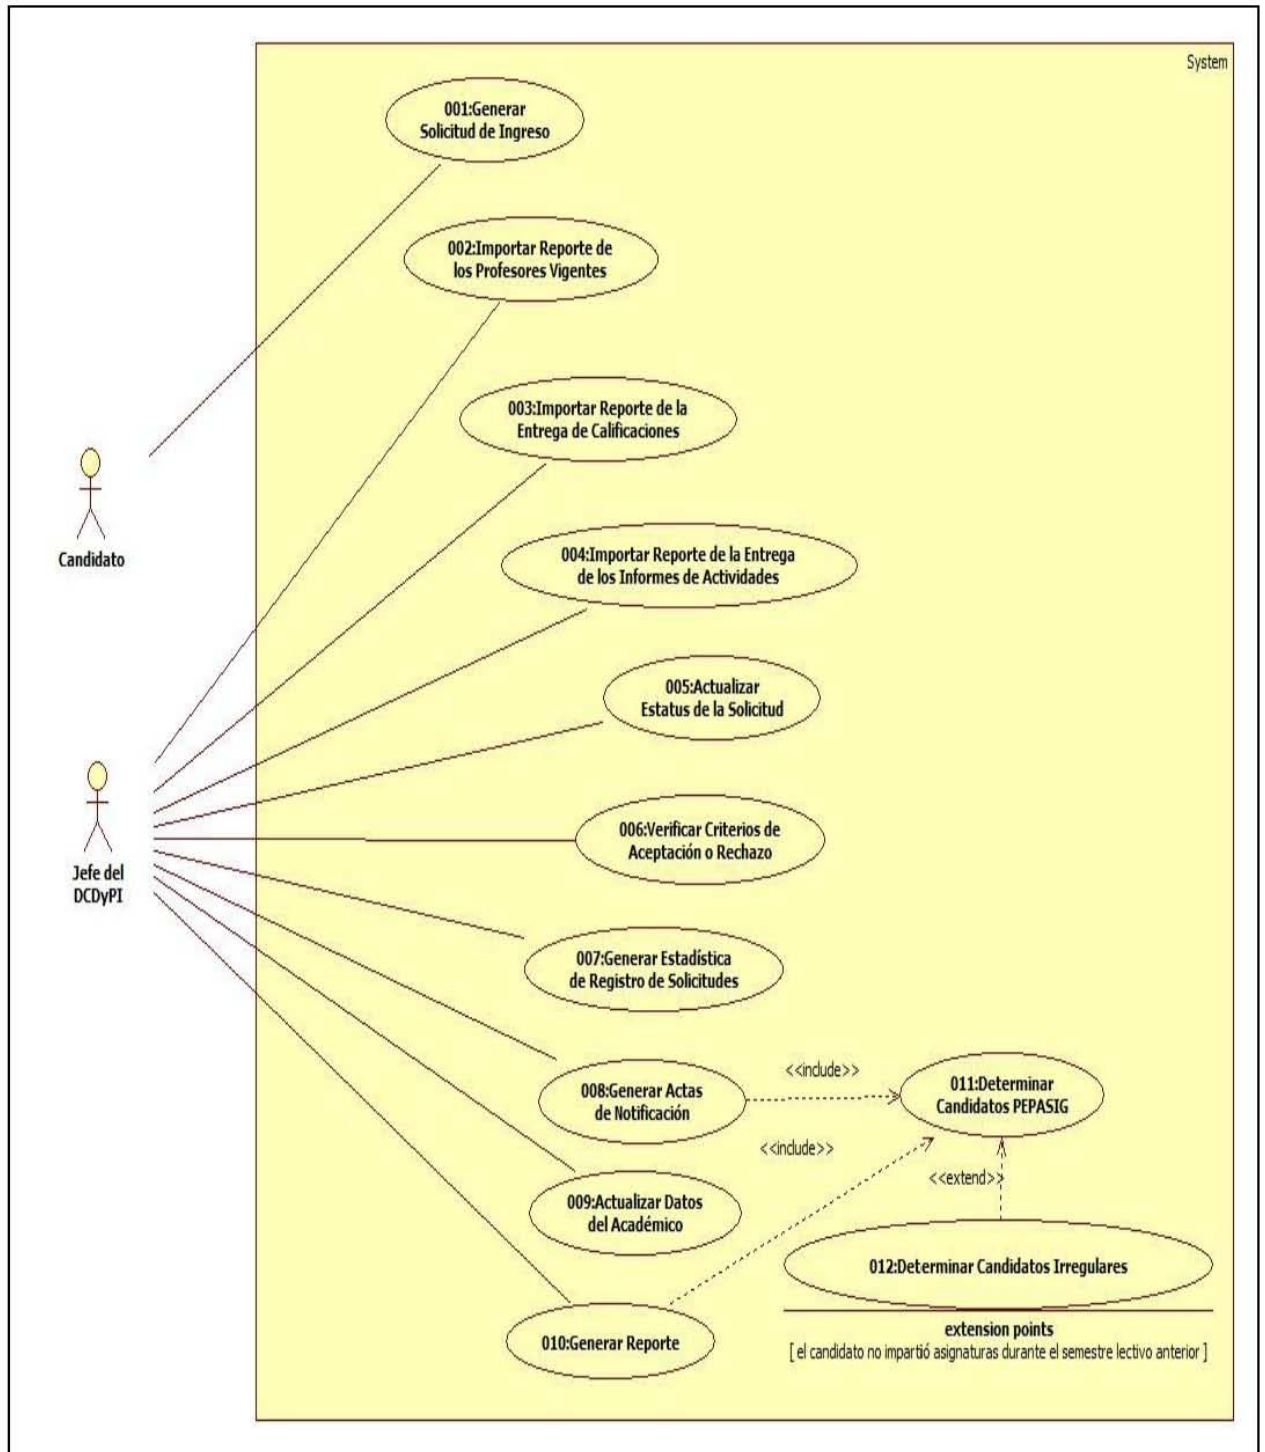 System
001:Generar
Solicitud de Ingreso
002:Importar Reporte de
los Profesores Vigentes
003:Importar Reporte de la
Entrega de Calificaciones
Candidato
004:Importar Reporte de la Entrega
de los Informes de Actividades
005:Actualizar
Estatus de la Solicitud
006:Verificar Criterios de
Aceptación o Rechazo
Jefe del
DCDyPI
007:Generar Estadística
de Registro de Solicitudes
008:Generar Actas
de Notificación
<<include>>
011:Determinar
Candidatos PEPASIG
<<include>>
<<extend>>
009:Actualizar Datos
del Académico
012:Determinar Candidatos Irregulares
010:Generar Reporte
extension points
[ el candidato no impartió asignaturas durante el semestre lectivo anterior ]